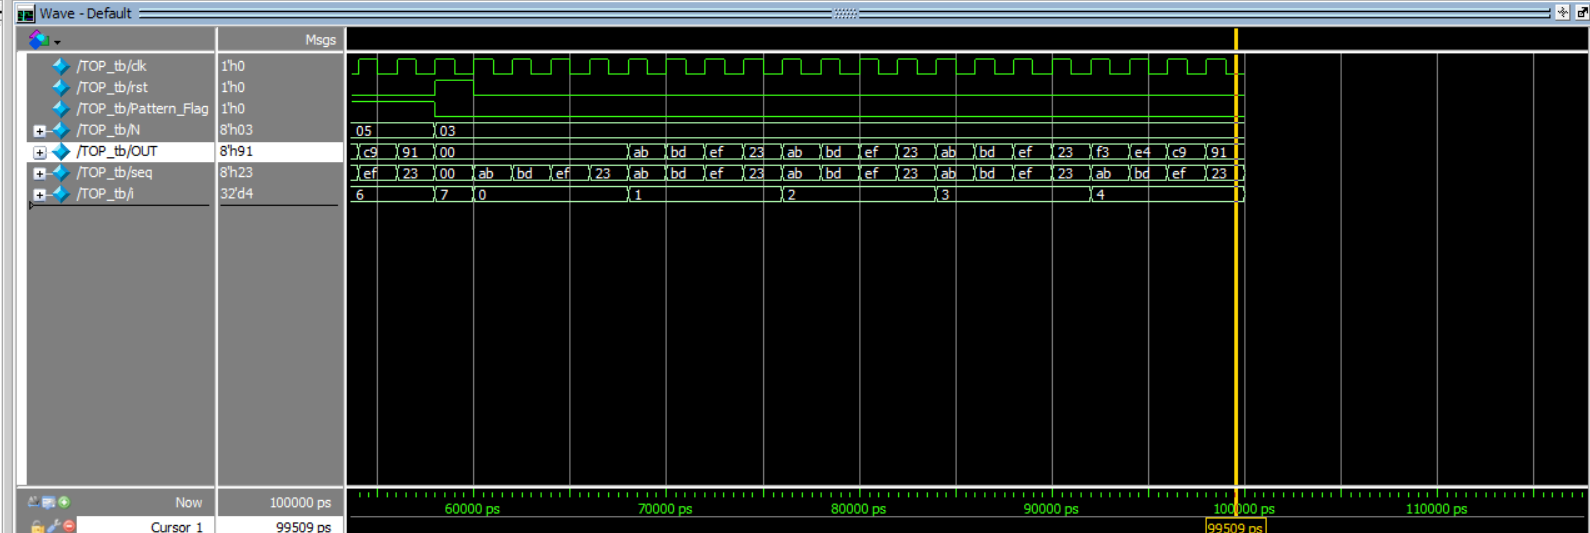 Wave - Default
Msgs
/TOP_tb/clk 1'h0
/TOP_tb/rst 1'h0
/TOP_tb/Pattern_Flag 1'h0
/TOP_tb/N 8'h03 05 03
/TOP_tb/OUT 8'h91 c9 91 00 ab bd ef 23 ab bd ef 23 ab bd ef 23 f3 e4 c9 91
/TOP_tb/seq 8'h23 ef 23 00 ab bd ef 23 ab bd ef 23 ab bd ef 23 ab bd ef 23 ab bd ef 23
/TOP_tb/i 32'd4 6 7 0 1 2 3 4
Now 100000 ps 60000 ps 70000 ps 80000 ps 90000 ps 100000 ps 110000 ps
Cursor 1 99509 ps 99509 ps